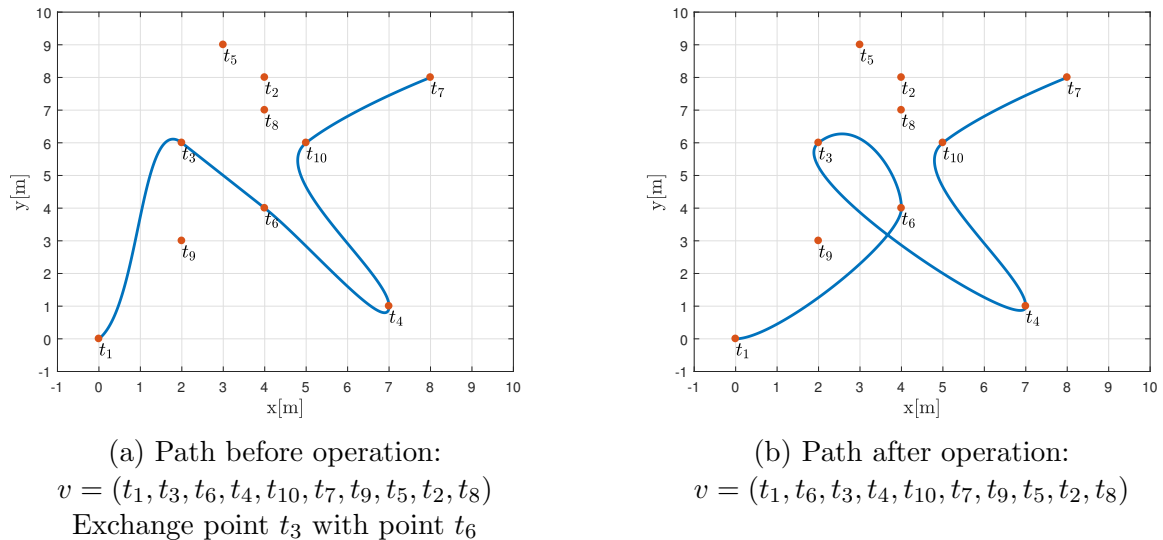 10
9
8
7
6
5
4
3
2
1
0
-1
y[m]
-1 0 1 2 3 4 5 6 7 8 9 10
x[m]
t5
t2
t7
t8
t3
t10
t6
t9
t4
t1
(a) Path before operation:
v = (t1, t3, t6, t4, t10, t7, t9, t5, t2, t8)
Exchange point t3 with point t6
10
9
8
7
6
5
4
3
2
1
0
-1
y[m]
-1 0 1 2 3 4 5 6 7 8 9 10
x[m]
t5
t2
t7
t8
t3
t10
t6
t9
t4
t1
(b) Path after operation:
v = (t1, t6, t3, t4, t10, t7, t9, t5, t2, t8)